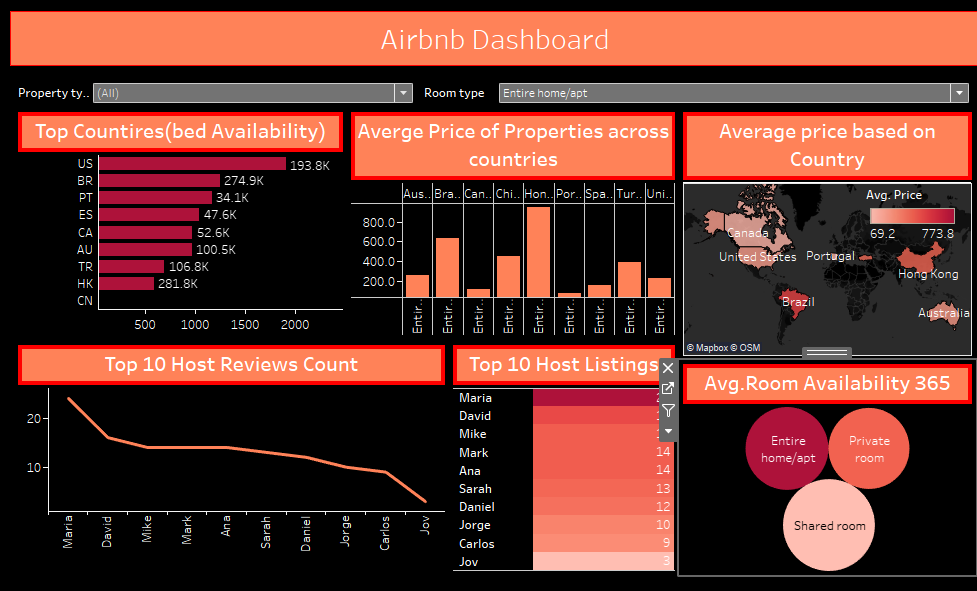 Airbnb Dashboard
Property ty.. (All) Room type Entire home/apt
Top Countires(bed Availability)
US 193.8K
BR 274.9K
PT 34.1K
ES 47.6K
CA 52.6K
AU 100.5K
TR 106.8K
HK 281.8K
CN
500 1000 1500 2000
Averge Price of Properties across
countries
Aus.. Bra.. Can.. Chi.. Hon.. Por.. Spa.. Tur.. Uni..
800.0
600.0
400.0
200.0
Entir.. Entir.. Entir.. Entir.. Entir.. Entir.. Entir.. Entir.. Entir..
Average price based on
Country
Avg. Price
69.2 773.8
Canada
United States
Portugal
Hong Kong
Brazil
Australia
© Mapbox © OSM
Top 10 Host Reviews Count
20
10
Maria David Mike Mark Ana Sarah Daniel Jorge Carlos Jov
Top 10 Host Listings
Maria
David
Mike
Mark 14
Ana 14
Sarah 13
Daniel 12
Jorge 10
Carlos 9
Jov 3
Avg.Room Availability 365
Entire
home/apt
Private
room
Shared room